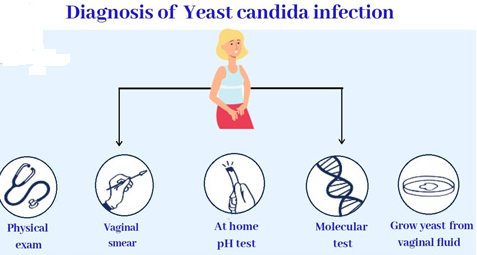 Diagnosis of Yeast candida infection
Physical
exam
Vaginal
smear
At home
pH test
Molecular
test
Grow yeast from
vaginal fluid